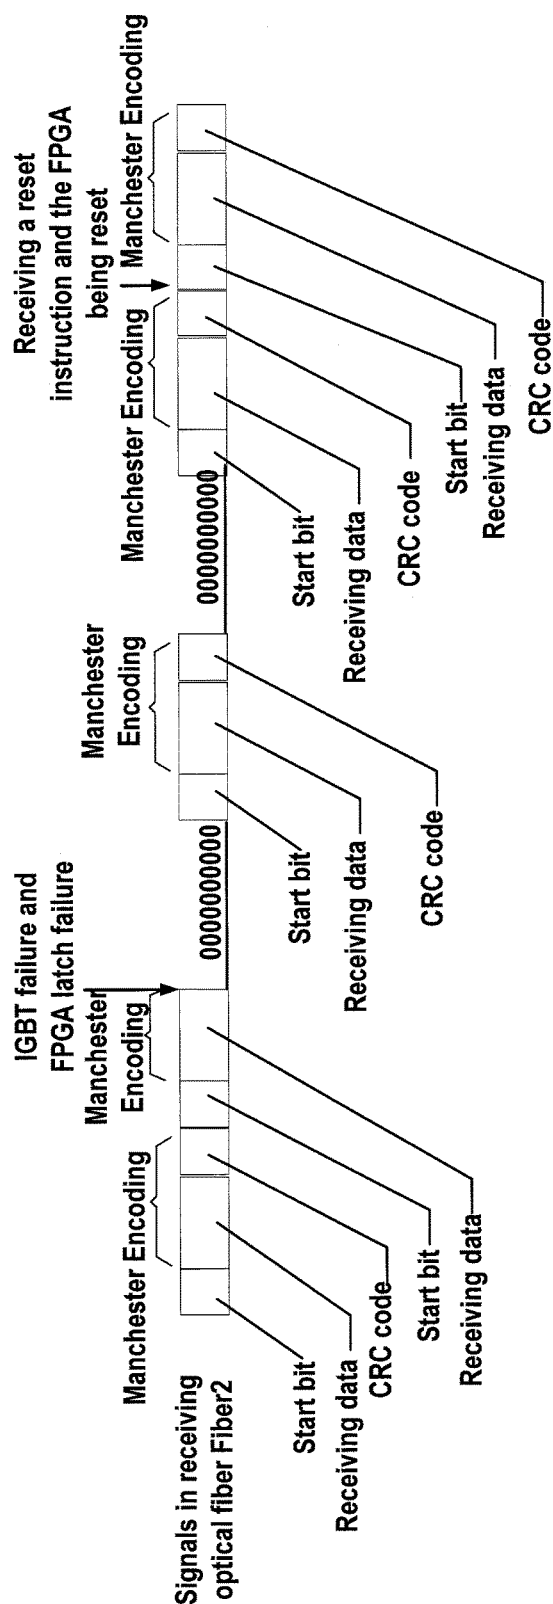 IGBT failure and
FPGA latch failure
Receiving a reset
instruction and the FPGA
being reset
Manchester Encoding
Manchester
Encoding
Manchester
Encoding
Manchester Encoding
Manchester Encoding
0000000000
0000000000
Signals in receiving
optical fiber Fiber2
Start bit
Receiving data
CRC code
Start bit
Receiving data
Start bit
Receiving data
CRC code
Start bit
Receiving data
CRC code
Start bit
Receiving data
CRC code